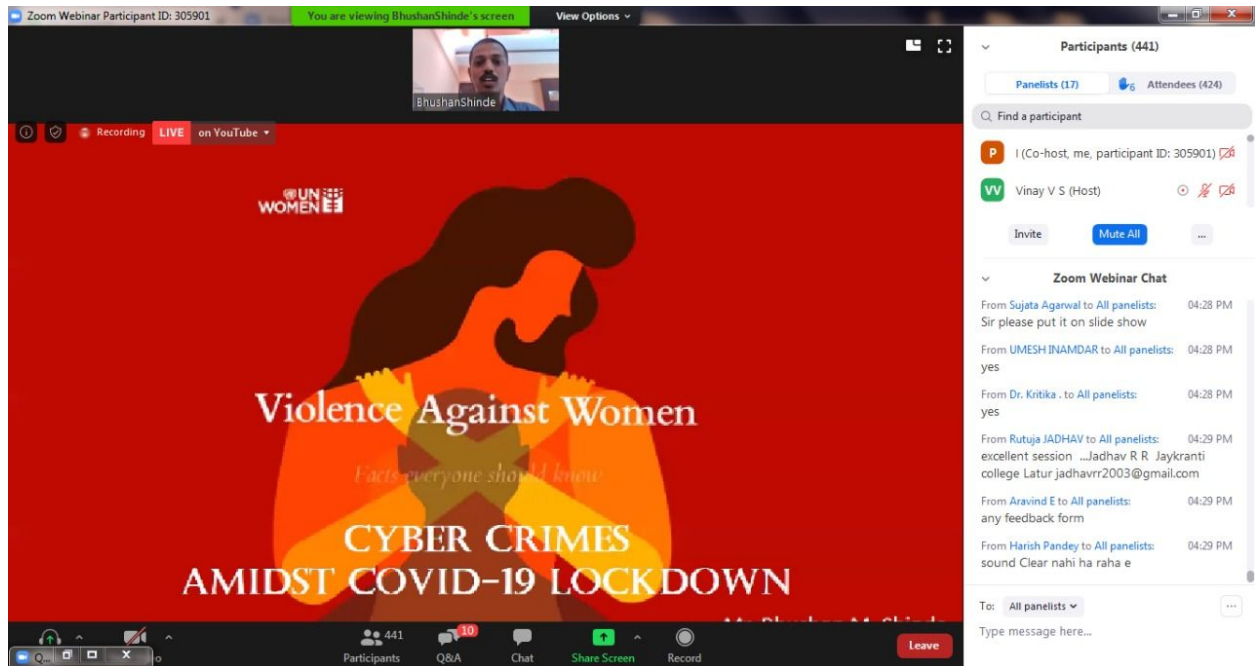 Zoom Webinar Participant ID: 305901
You are viewing BhushanShinde's screen
View Options
BhushanShinde
Recording
LIVE
on YouTube
UN
WOMEN
Violence Against Women
Facts everyone should know
CYBER CRIMES
AMIDST COVID-19 LOCKDOWN
441
10
Participants
Q&A
Chat
Share Screen
Record
Leave
Participants (441)
Panelists (17)
6
Attendees (424)
Find a participant
P
I (Co-host, me, participant ID: 305901)
VV
Vinay V S (Host)
Invite
Mute All
...
Zoom Webinar Chat
From Sujata Agarwal to All panelists: 04:28 PM
Sir please put it on slide show
From UMESH INAMDAR to All panelists: 04:28 PM
yes
From Dr. Kritika . to All panelists: 04:28 PM
yes
From Rutuja JADHAV to All panelists: 04:29 PM
excellent session ...Jadhav R R Jaykranti
college Latur jadhavrr2003@gmail.com
From Aravind E to All panelists: 04:29 PM
any feedback form
From Harish Pandey to All panelists: 04:29 PM
sound Clear nahi ha raha e
To: All panelists
...
Type message here...